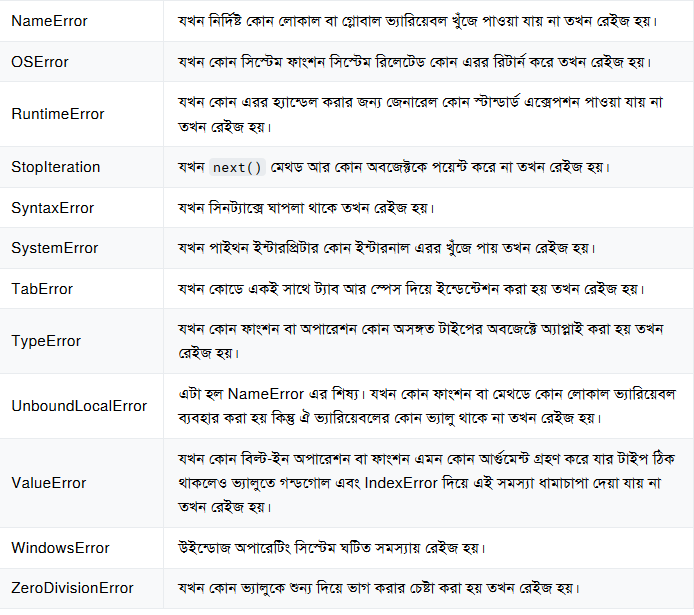 NameError যখন নির্দিষ্ট কোন লোকাল বা গ্লোবাল ভ্যারিয়েবল খুঁজে পাওয়া যায় না তখন রেইজ হয়।
OSError যখন কোন সিস্টেম ফাংশন সিস্টেম রিলেটেড কোন এরর রিটার্ন করে তখন রেইজ হয়।
RuntimeError যখন কোন এরর হ্যান্ডেল করার জন্য জেনারেল কোন স্টান্ডার্ড এক্সেপশন পাওয়া যায় না
তখন রেইজ হয়।
StopIteration যখন next() মেথড আর কোন অবজেক্টকে পয়েন্ট করে না তখন রেইজ হয়।
SyntaxError যখন সিনট্যাক্সে ঘাপলা থাকে তখন রেইজ হয়।
SystemError যখন পাইথন ইন্টারপ্রিটার কোন ইন্টারনাল এরর খুঁজে পায় তখন রেইজ হয়।
TabError যখন কোডে একই সাথে ট্যাব আর স্পেস দিয়ে ইন্ডেন্টেশন করা হয় তখন রেইজ হয়।
TypeError যখন কোন ফাংশন বা অপারেশন কোন অসঙ্গত টাইপের অবজেক্টে অ্যাপ্লাই করা হয় তখন
রেইজ হয়।
UnboundLocalError এটা হল NameError এর শিষ্য। যখন কোন ফাংশন বা মেথডে কোন লোকাল ভ্যারিয়েবল
ব্যবহার করা হয় কিন্তু ঐ ভ্যারিয়েবলের কোন ভ্যালু থাকে না তখন রেইজ হয়।
ValueError যখন কোন বিল্ট-ইন অপারেশন বা ফাংশন এমন কোন আর্গুমেন্ট গ্রহণ করে যার টাইপ ঠিক
থাকলেও ভ্যালুতে গন্ডগোল এবং IndexError দিয়ে এই সমস্যা ধামাচাপা দেয়া যায় না
তখন রেইজ হয়।
WindowsError উইন্ডোজ অপারেটিং সিস্টেম ঘটিত সমস্যায় রেইজ হয়।
ZeroDivisionError যখন কোন ভ্যালুকে শুন্য দিয়ে ভাগ করার চেষ্টা করা হয় তখন রেইজ হয়।